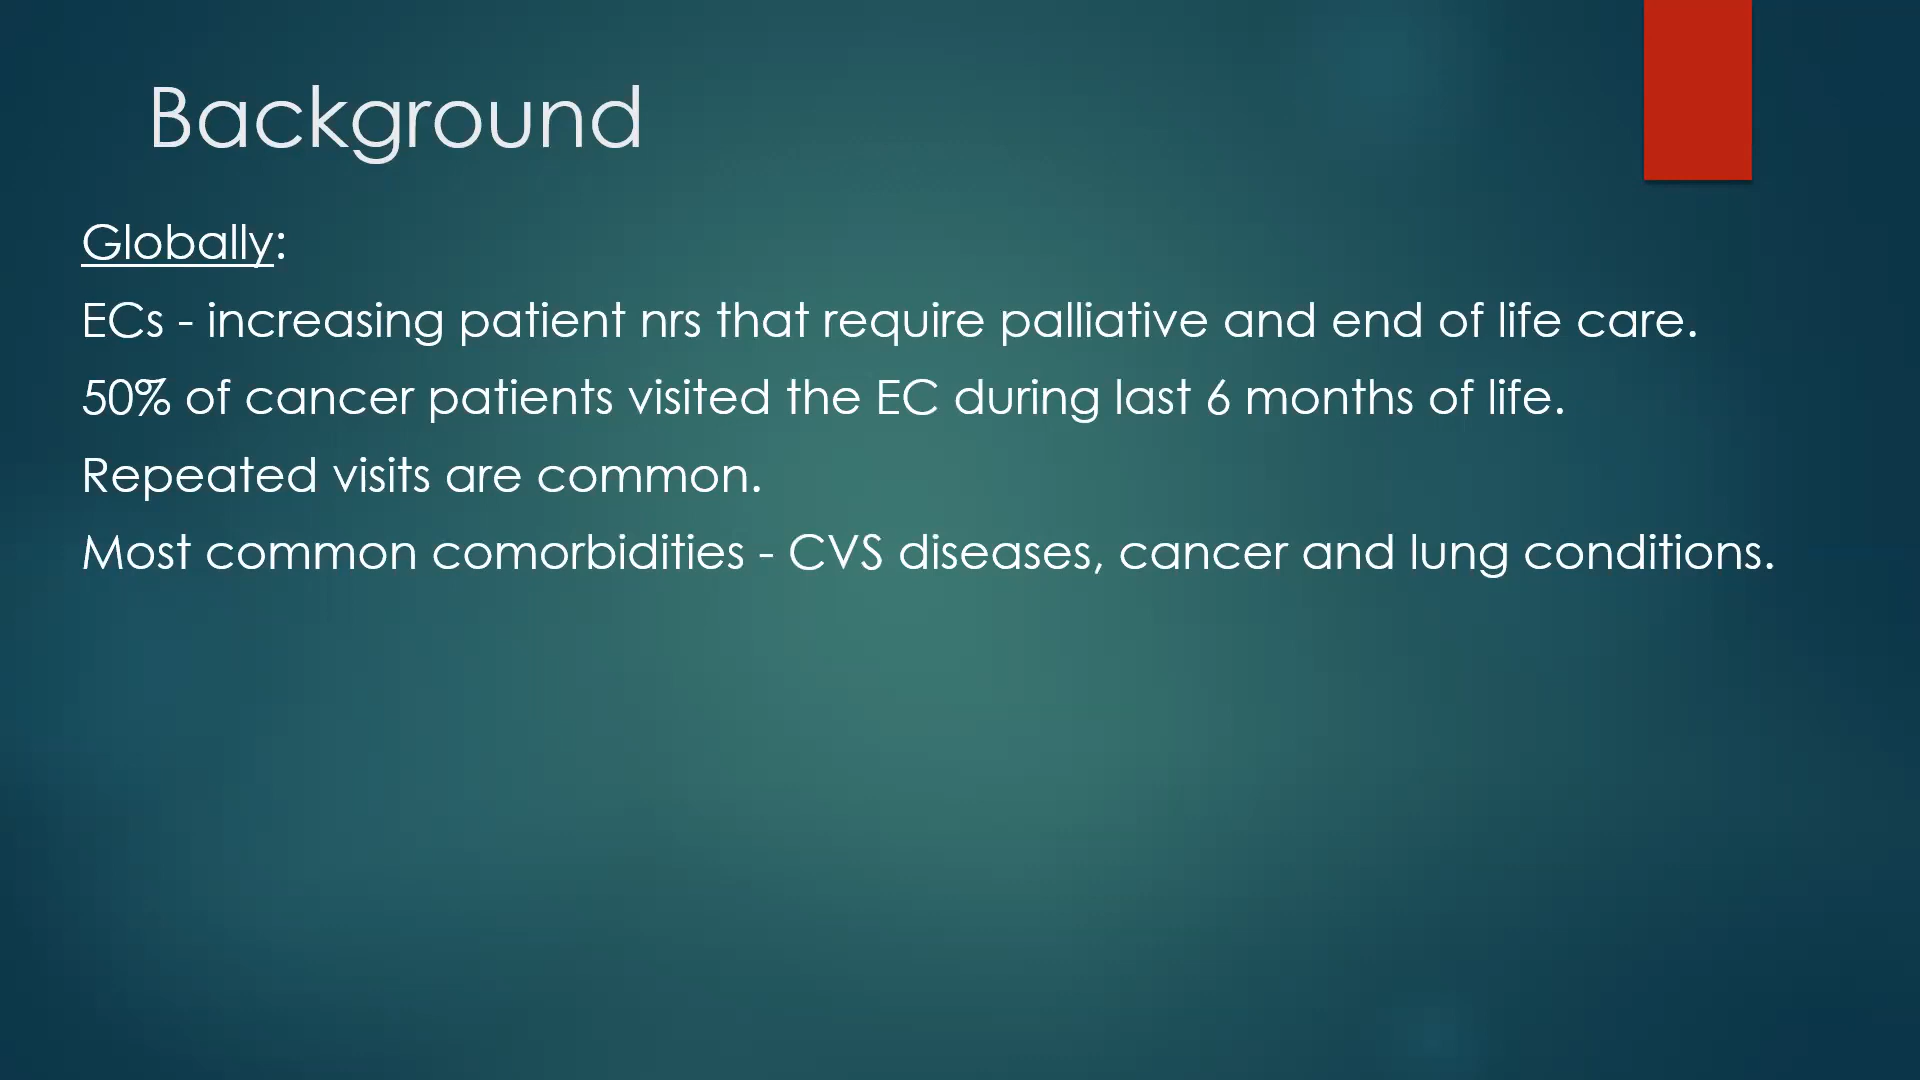 Background
Globally:
ECs - increasing patient nrs that require palliative and end of life care.
50% of cancer patients visited the EC during last 6 months of life.
Repeated visits are common.
Most common comorbidities - CVS diseases, cancer and lung conditions.